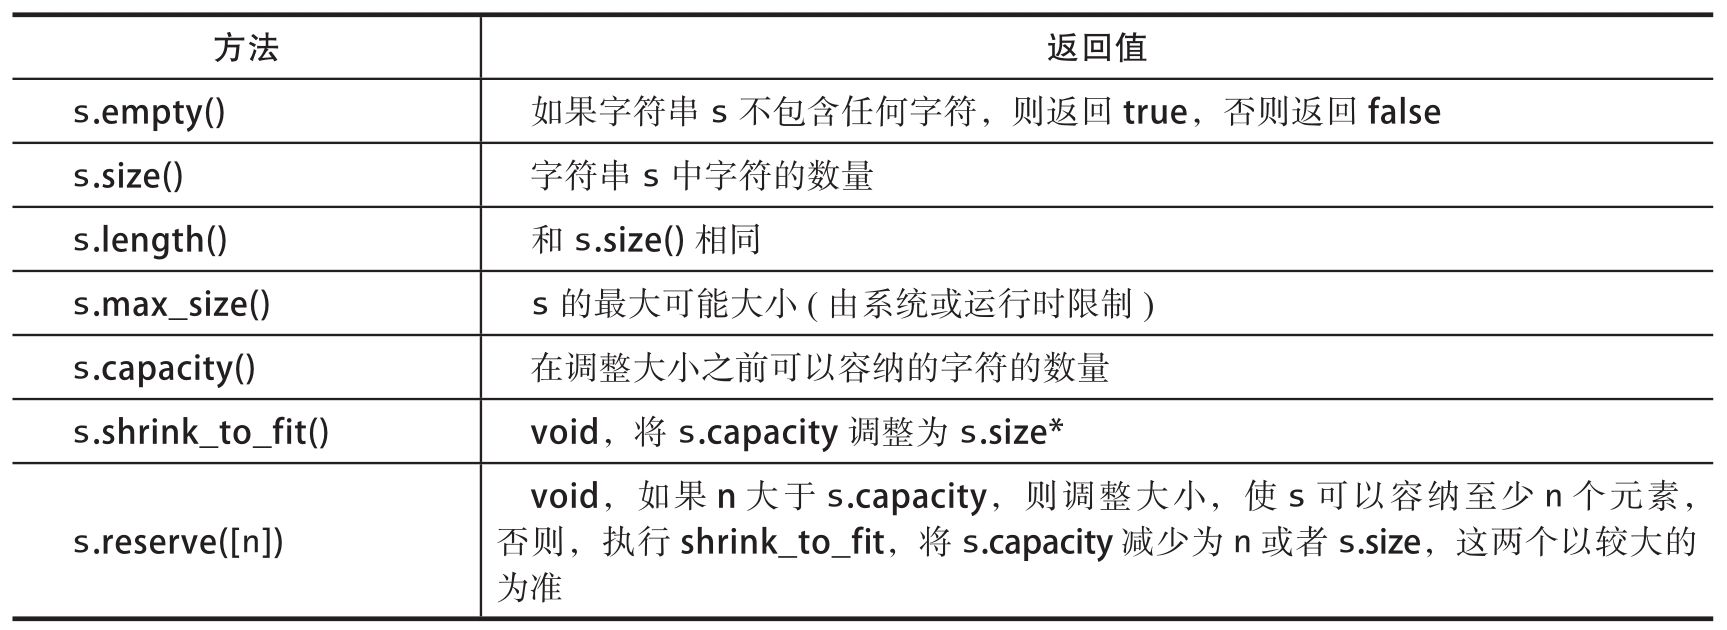 方法 返回值
s.empty() 如果字符串 s 不包含任何字符，则返回 true，否则返回 false
s.size() 字符串 s 中字符的数量
s.length() 和 s.size() 相同
s.max_size() s 的最大可能大小 ( 由系统或运行时限制 )
s.capacity() 在调整大小之前可以容纳的字符的数量
s.shrink_to_fit() void，将 s.capacity 调整为 s.size*
void，如果 n 大于 s.capacity，则调整大小，使 s 可以容纳至少 n 个元素，
s.reserve([n]) 否则，执行 shrink_to_fit，将 s.capacity 减少为 n 或者 s.size，这两个以较大的
为准